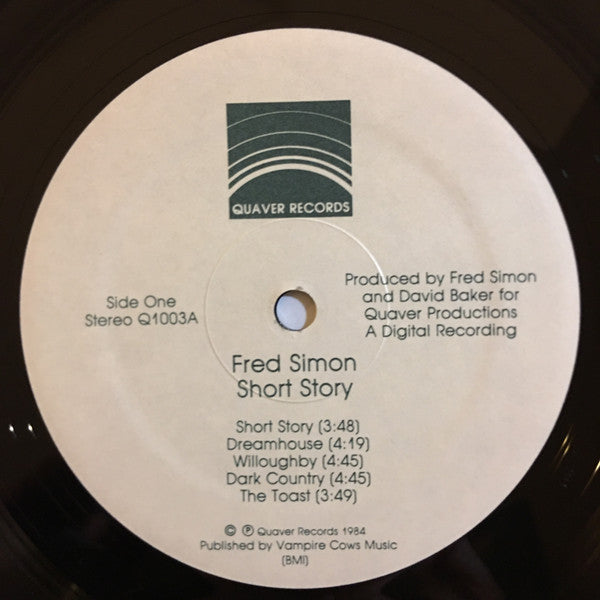 QUAVER RECORDS
Side One
Stereo Q1003A
Produced by Fred Simon
and David Baker for
Quaver Productions
A Digital Recording
Fred Simon
Short Story
Short Story (3:48)
Dreamhouse (4:19)
Willoughby (4:45)
Dark Country (4:45)
The Toast (3:49)
© ℗ Quaver Records 1984
Published by Vampire Cows Music
(BMI)